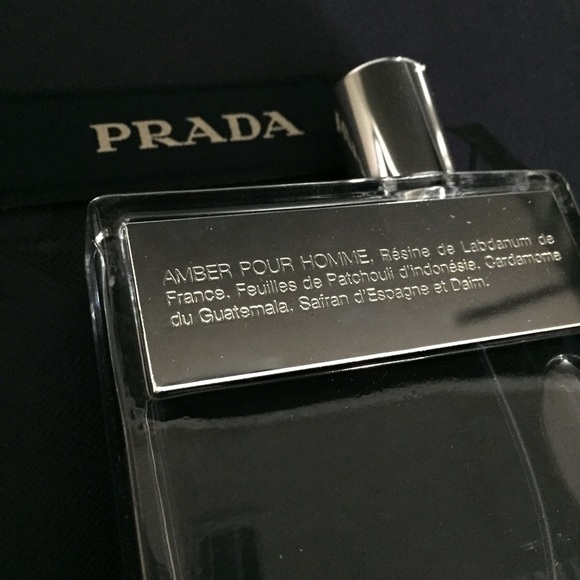 PRADA
AMBER POUR HOMME, Résine de Labdanum de
France, Feuilles de Patchouli d'Indonésie, Cardamome
du Guatemala, Safran d'Espagne et Daim.